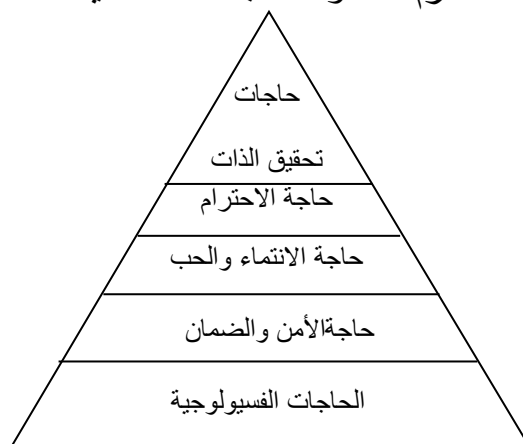 حاجات
تحقيق الذات
حاجة الاحترام
حاجة الانتماء والحب
حاجةالأمن والضمان
الحاجات الفسيولوجية